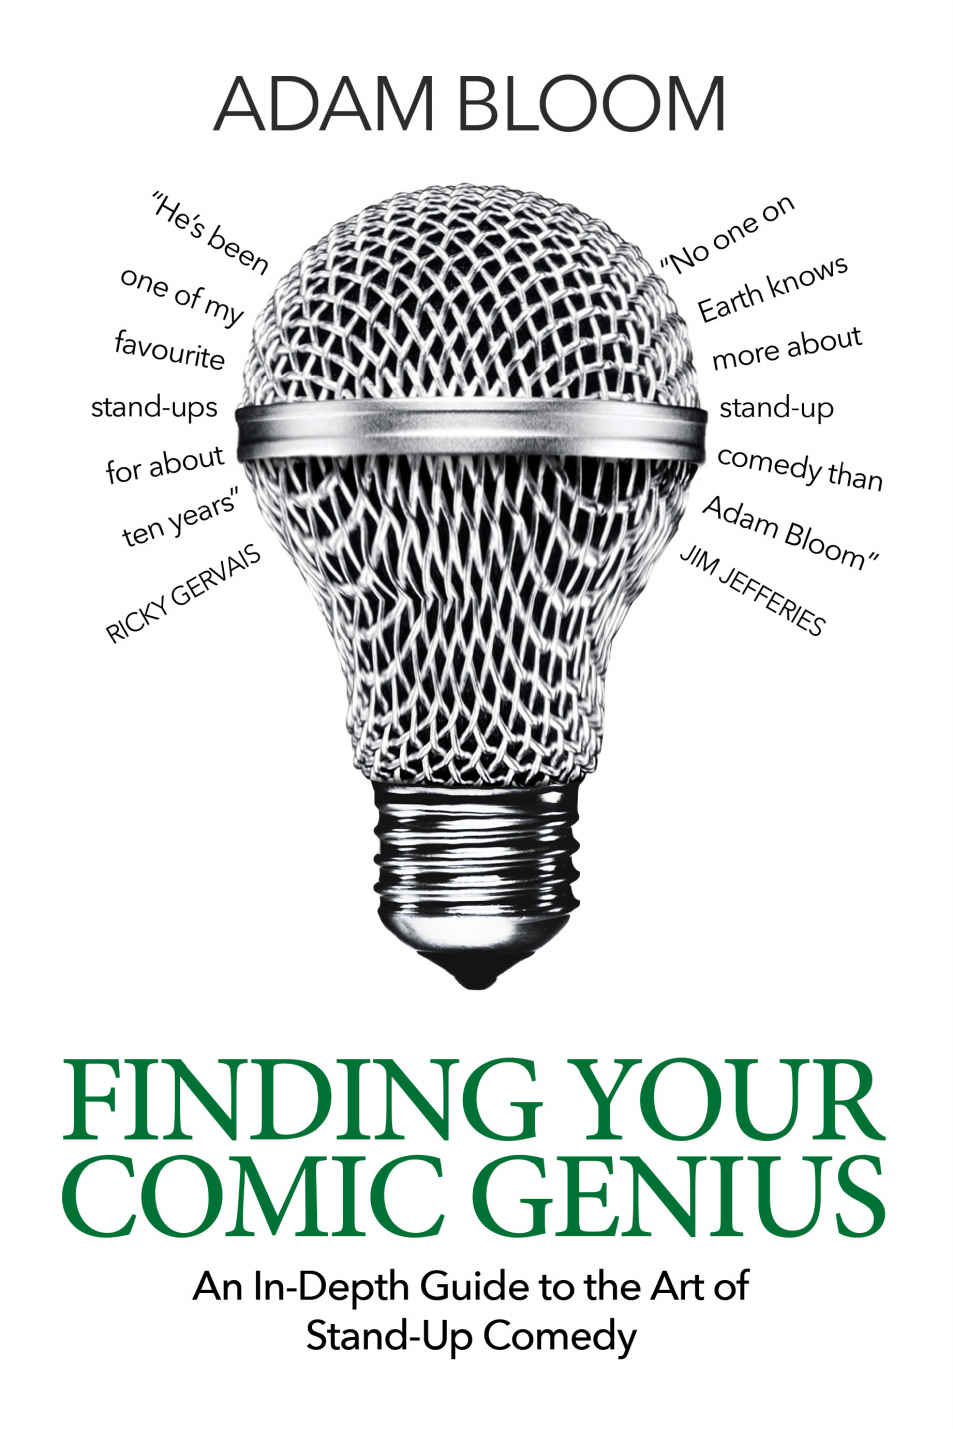 ADAM BLOOM
"He's been
one of my
favourite
stand-ups
for about
ten years"
RICKY GERVAIS
"No one on
Earth knows
more about
stand-up
comedy than
Adam Bloom"
JIM JEFFERIES
FINDING YOUR
COMIC GENIUS
An In-Depth Guide to the Art of
Stand-Up Comedy